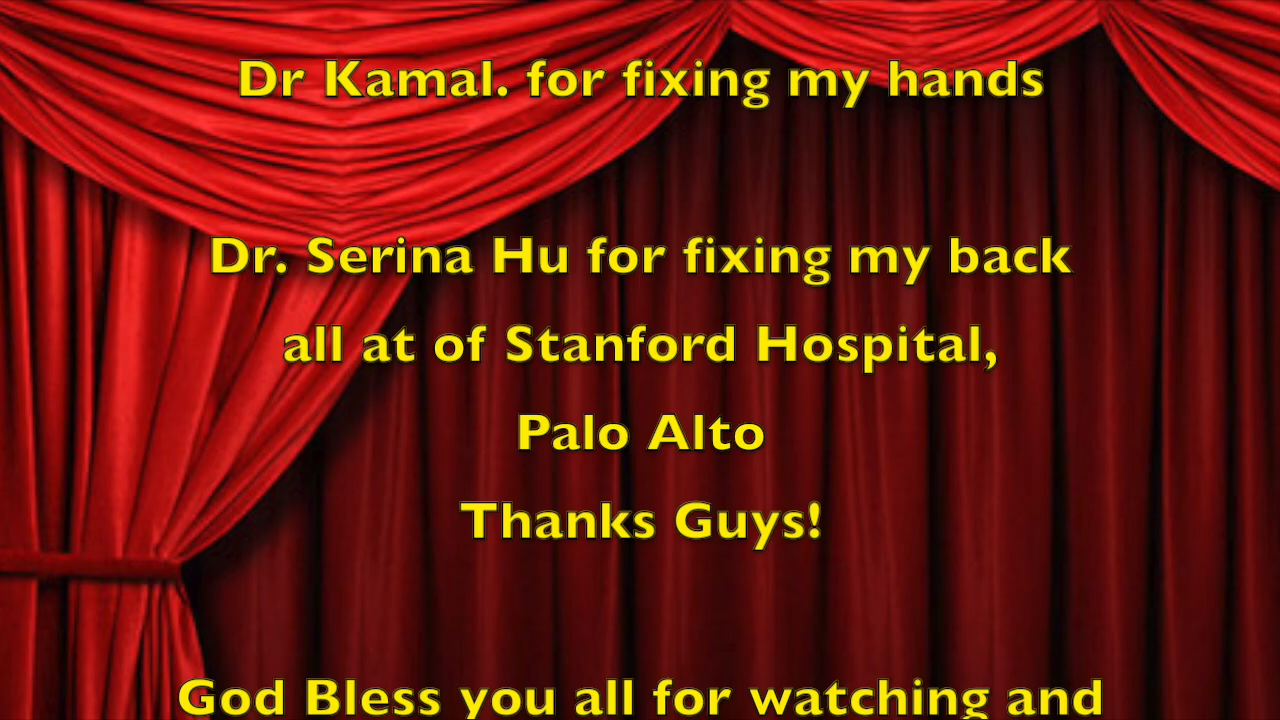 Dr Kamal. for fixing my hands
Dr. Serina Hu for fixing my back
all at of Stanford Hospital,
Palo Alto
Thanks Guys!
God Bless you all for watching and